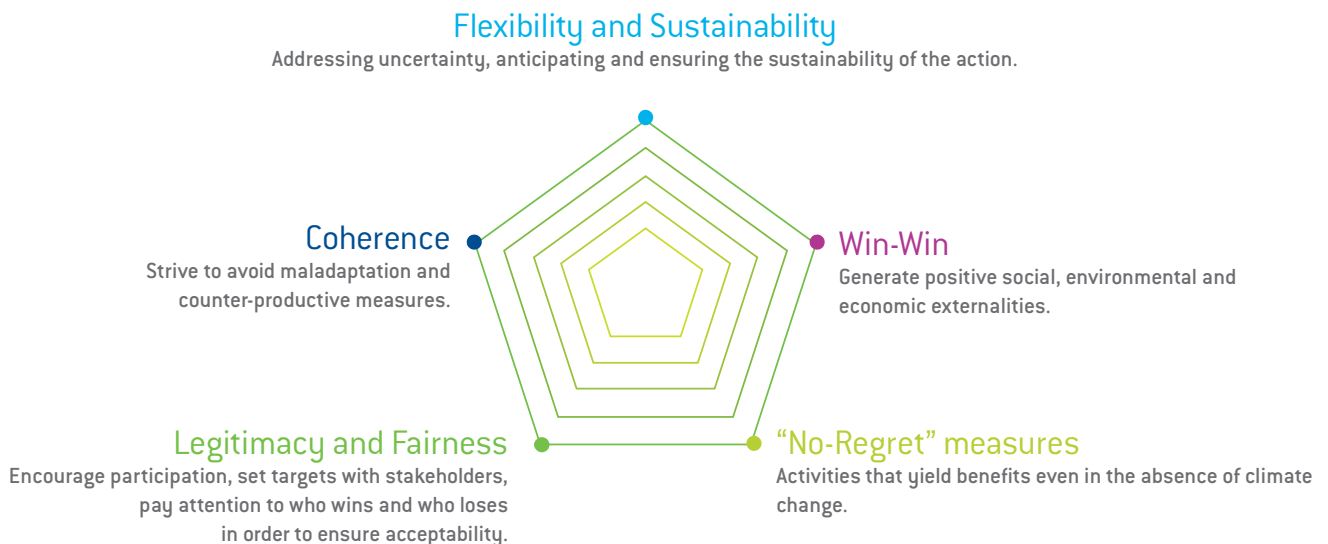 Flexibility and Sustainability
Addressing uncertainty, anticipating and ensuring the sustainability of the action.
Coherence
Strive to avoid maladaptation and
counter-productive measures.
Win-Win
Generate positive social, environmental and
economic externalities.
Legitimacy and Fairness
Encourage participation, set targets with stakeholders,
pay attention to who wins and who loses
in order to ensure acceptability.
“No-Regret” measures
Activities that yield benefits even in the absence of climate
change.